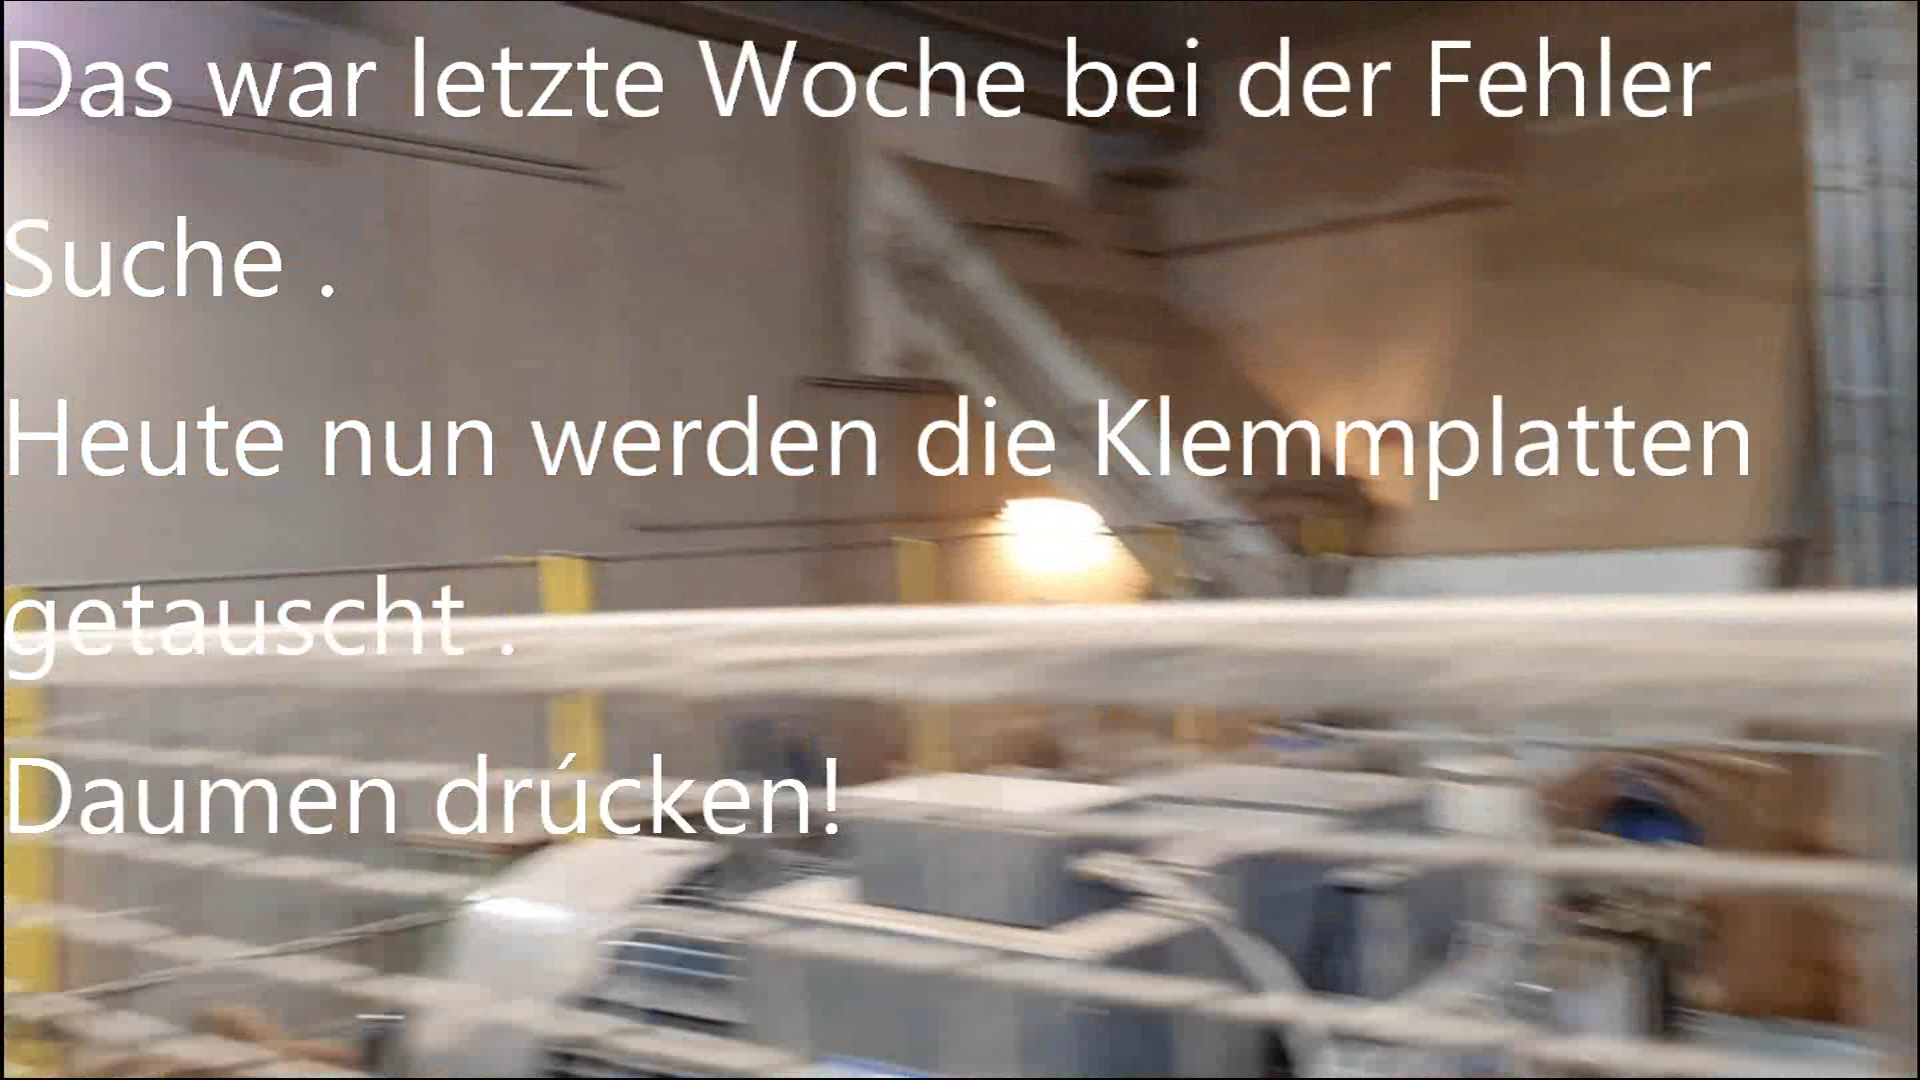 Das war letzte Woche bei der Fehler
Suche .
Heute nun werden die Klemmplatten
getauscht .
Daumen drúcken!